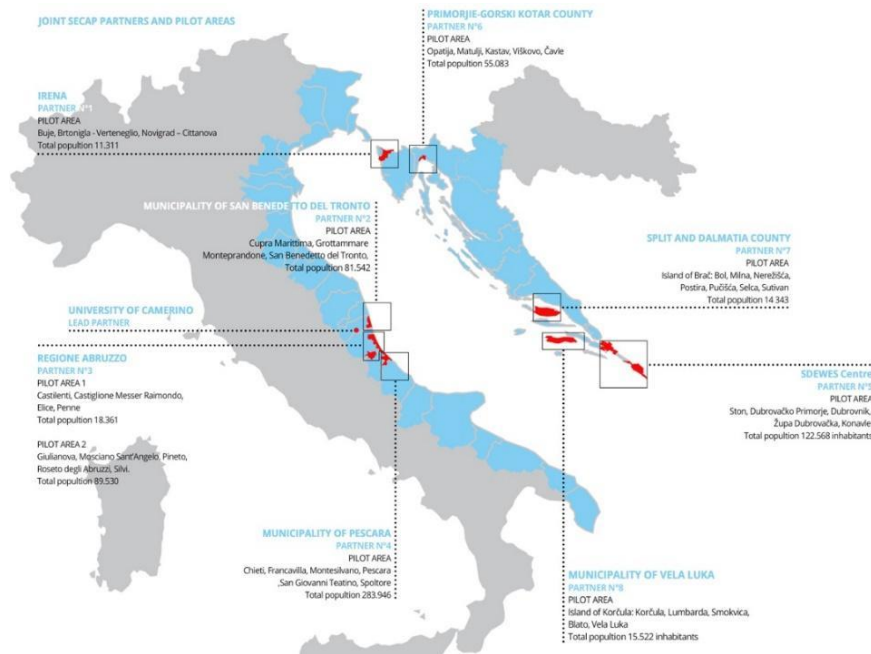 JOINT SECAP PARTNERS AND PILOT AREAS
PRIMORJIE-GORSKI KOTAR COUNTY
PARTNER N°6
PILOT AREA
Opatija, Matulji, Kastav, Viškovo, Čavle
Total popultion 55.083
IRENA
PARTNER N°1
PILOT AREA
Buje, Brtonigla - Verteneglio, Novigrad – Cittanova
Total popultion 11.311
MUNICIPALITY OF SAN BENEDETTO DEL TRONTO
PARTNER N°2
PILOT AREA
Cupra Marittima, Grottammare
Monteprandone, San Benedetto del Tronto,
Total popultion 81.542
SPLIT AND DALMATIA COUNTY
PARTNER N°7
PILOT AREA
Island of Brač: Bol, Milna, Nerežišća,
Postira, Pučišća, Selca, Sutivan
Total popultion 14 343
UNIVERSITY OF CAMERINO
LEAD PARTNER
REGIONE ABRUZZO
PARTNER N°3
PILOT AREA 1
Castilenti, Castiglione Messer Raimondo,
Elice, Penne
Total popultion 18.361
PILOT AREA 2
Giulianova, Mosciano Sant'Angelo, Pineto,
Roseto degli Abruzzi, Silvi.
Total popultion 89.530
SDEWES Centre
PARTNER N°5
PILOT AREA
Ston, Dubrovačko Primorje, Dubrovnik,
Župa Dubrovačka, Konavle
Total popultion 122.568 inhabitants
MUNICIPALITY OF PESCARA
PARTNER N°4
PILOT AREA
Chieti, Francavilla, Montesilvano, Pescara
,San Giovanni Teatino, Spoltore
Total popultion 283.946
MUNICIPALITY OF VELA LUKA
PARTNER N°8
PILOT AREA
Island of Korčula: Korčula, Lumbarda, Smokvica,
Blato, Vela Luka
Total popultion 15.522 inhabitants